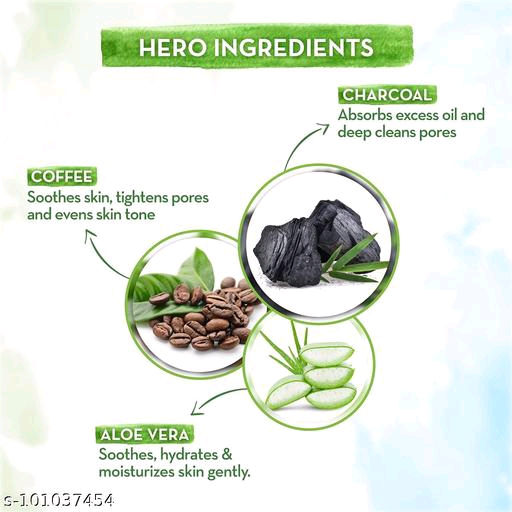 HERO INGREDIENTS
CHARCOAL
Absorbs excess oil and
deep cleans pores
COFFEE
Soothes skin, tightens pores
and evens skin tone
ALOE VERA
Soothes, hydrates &
moisturizes skin gently.
s-101037454